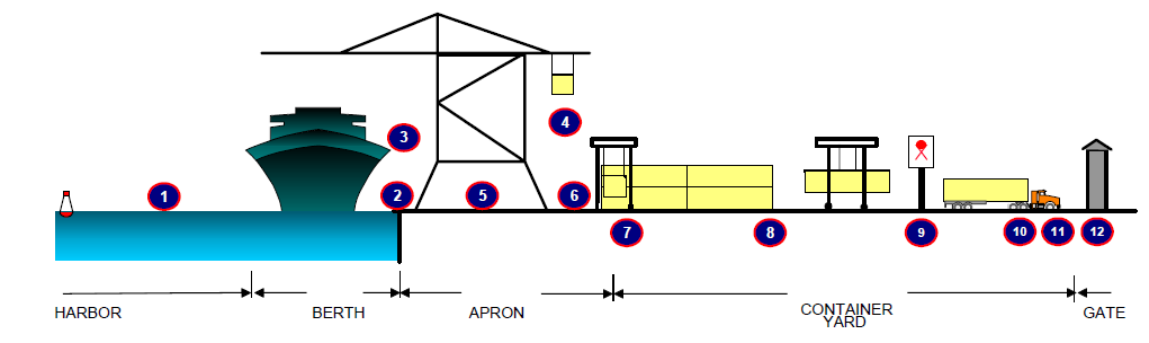 4
3
1
2
5
6
7
8
9
10
11
12
HARBOR
BERTH
APRON
CONTAINER
YARD
GATE